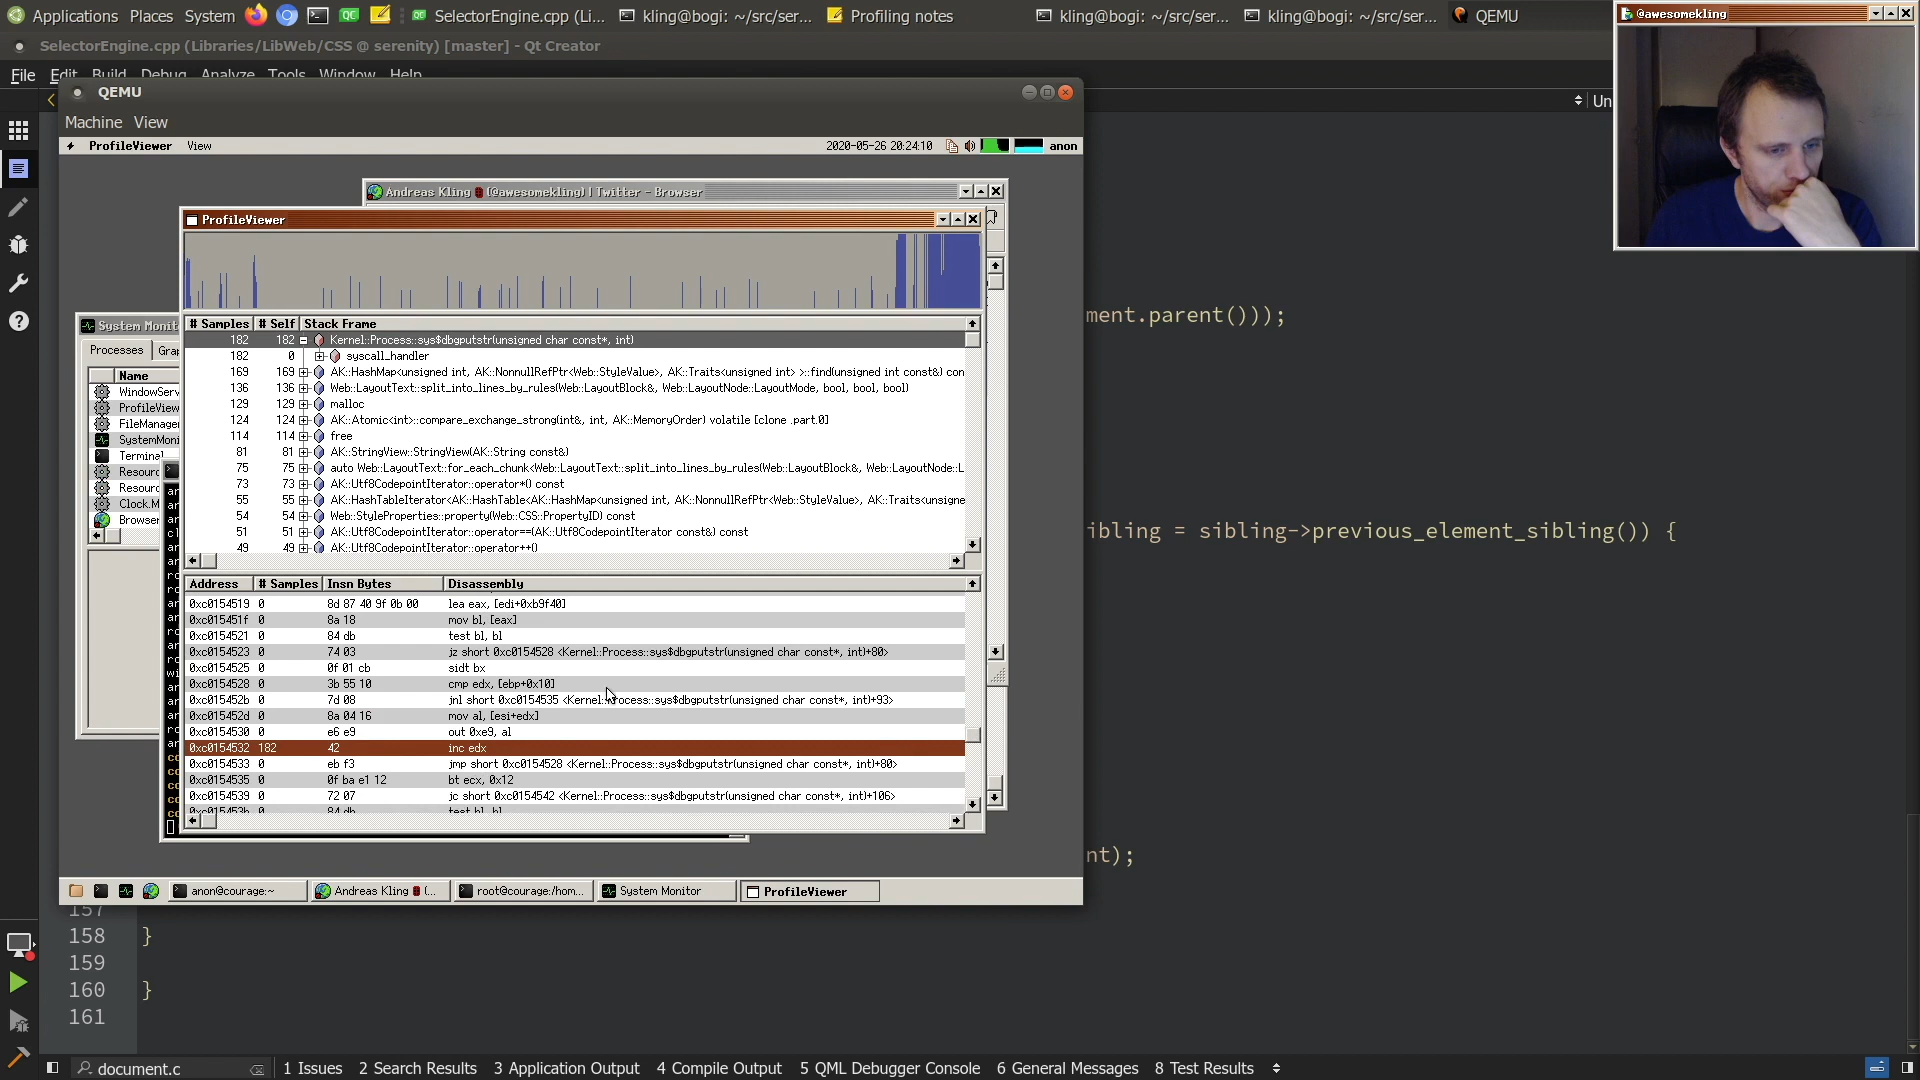 Applications Places System SelectorEngine.cpp (Li... kling@bogi: ~/src/ser... Profiling notes kling@bogi: ~/src/ser... kling@bogi: ~/src/ser... QEMU
@awesomekling
SelectorEngine.cpp (Libraries/LibWeb/CSS @ serenity) [master] - Qt Creator
File Edit Build Debug Analyze Tools Window Help
QEMU
Un
Machine View
ProfileViewer View 2020-05-26 20:24:10 anon
Andreas Kling (@awesomekling) | Twitter - Browser
ProfileViewer
ment.parent()));
System Monit
# Samples # Self Stack Frame
182 182 Kernel::Process::sys$dbgputstr(unsigned char const*, int)
Processes Grap
182 0 syscall_handler
169 169 AK::HashMap<unsigned int, AK::NonnullRefPtr<Web::StyleValue>, AK::Traits<unsigned int> >::find(unsigned int const&) con
Name
136 136 Web::LayoutText::split_into_lines_by_rules(Web::LayoutBlock&, Web::LayoutNode::LayoutMode, bool, bool, bool)
WindowServ
129 129 malloc
ProfileView
124 124 AK::Atomic<int>::compare_exchange_strong(int&, int, AK::MemoryOrder) volatile [clone .part.0]
FileManager
114 114 free
SystemMoni
81 81 AK::StringView::StringView(AK::String const&)
Terminal
75 75 auto Web::LayoutText::for_each_chunk<Web::LayoutText::split_into_lines_by_rules(Web::LayoutBlock&, Web::LayoutNode::L
Resourc
73 73 AK::Utf8CodepointIterator::operator*() const
Resourc
55 55 AK::HashTableIterator<AK::HashTable<AK::HashMap<unsigned int, AK::NonnullRefPtr<Web::StyleValue>, AK::Traits<unsigne
Clock.M
54 54 Web::StyleProperties::property(Web::CSS::PropertyID) const
Browser
51 51 AK::Utf8CodepointIterator::operator==(AK::Utf8CodepointIterator const&) const
ibling = sibling->previous_element_sibling()) {
49 49 AK::Utf8CodepointIterator::operator++()
Address # Samples Insn Bytes Disassembly
0xc0154519 0 8d 87 40 9f 0b 00 lea eax, [edi+0xb9f40]
0xc015451f 0 8a 18 mov bl, [eax]
0xc0154521 0 84 db test bl, bl
0xc0154523 0 74 03 jz short 0xc0154528 <Kernel::Process::sys$dbgputstr(unsigned char const*, int)+80>
0xc0154525 0 0f 01 cb sidt bx
0xc0154528 0 3b 55 10 cmp edx, [ebp+0x10]
0xc015452b 0 7d 08 jnl short 0xc0154535 <Kernel::Process::sys$dbgputstr(unsigned char const*, int)+93>
0xc015452d 0 8a 04 16 mov al, [esi+edx]
0xc0154530 0 e6 e9 out 0xe9, al
0xc0154532 182 42 inc edx
0xc0154533 0 eb f3 jmp short 0xc0154528 <Kernel::Process::sys$dbgputstr(unsigned char const*, int)+80>
0xc0154535 0 0f ba e1 12 bt ecx, 0x12
0xc0154539 0 72 07 jc short 0xc0154542 <Kernel::Process::sys$dbgputstr(unsigned char const*, int)+106>
0xc015453b 0 84 db test bl, bl
nt);
anon@courage:~ Andreas Kling (... root@courage:/hom... System Monitor ProfileViewer
157
158 }
159
160 }
161
document.c 1 Issues 2 Search Results 3 Application Output 4 Compile Output 5 QML Debugger Console 6 General Messages 8 Test Results